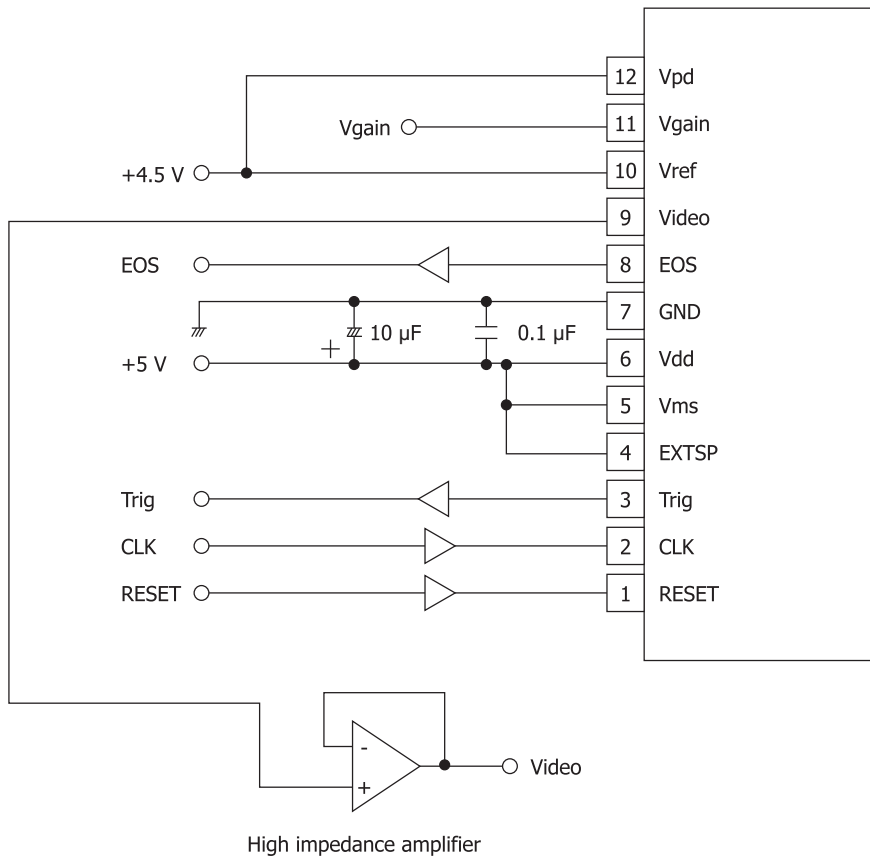 12 Vpd
Vgain 11 Vgain
+4.5 V 10 Vref
9 Video
EOS 8 EOS
7 GND
10 µF 0.1 µF
+
+5 V 6 Vdd
5 Vms
4 EXTSP
Trig 3 Trig
CLK 2 CLK
RESET 1 RESET
-
+
Video
High impedance amplifier